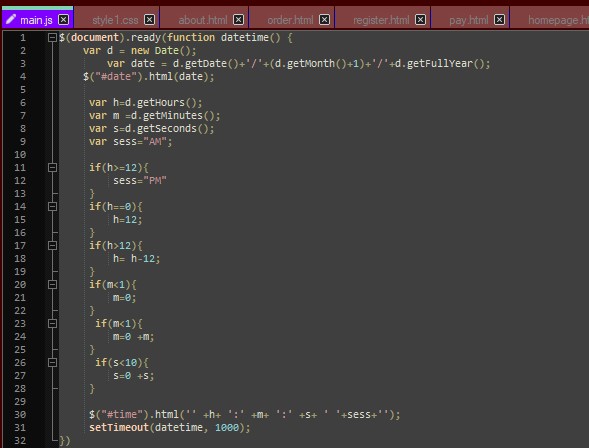 main.js style1.css about.html order.html register.html pay.html homepage.h
1 $(document).ready(function datetime() {
2 var d = new Date();
3 var date = d.getDate()+'/'+(d.getMonth()+1)+'/'+d.getFullYear();
4 $("#date").html(date);
5
6 var h=d.getHours();
7 var m =d.getMinutes();
8 var s=d.getSeconds();
9 var sess="AM";
10
11 if(h>=12){
12 sess="PM"
13 }
14 if(h==0){
15 h=12;
16 }
17 if(h>12){
18 h= h-12;
19 }
20 if(m<1){
21 m=0;
22 }
23 if(m<1){
24 m=0 +m;
25 }
26 if(s<10){
27 s=0 +s;
28 }
29
30 $("#time").html('' +h+ ':' +m+ ':' +s+ ' '+sess+'');
31 setTimeout(datetime, 1000);
32 })